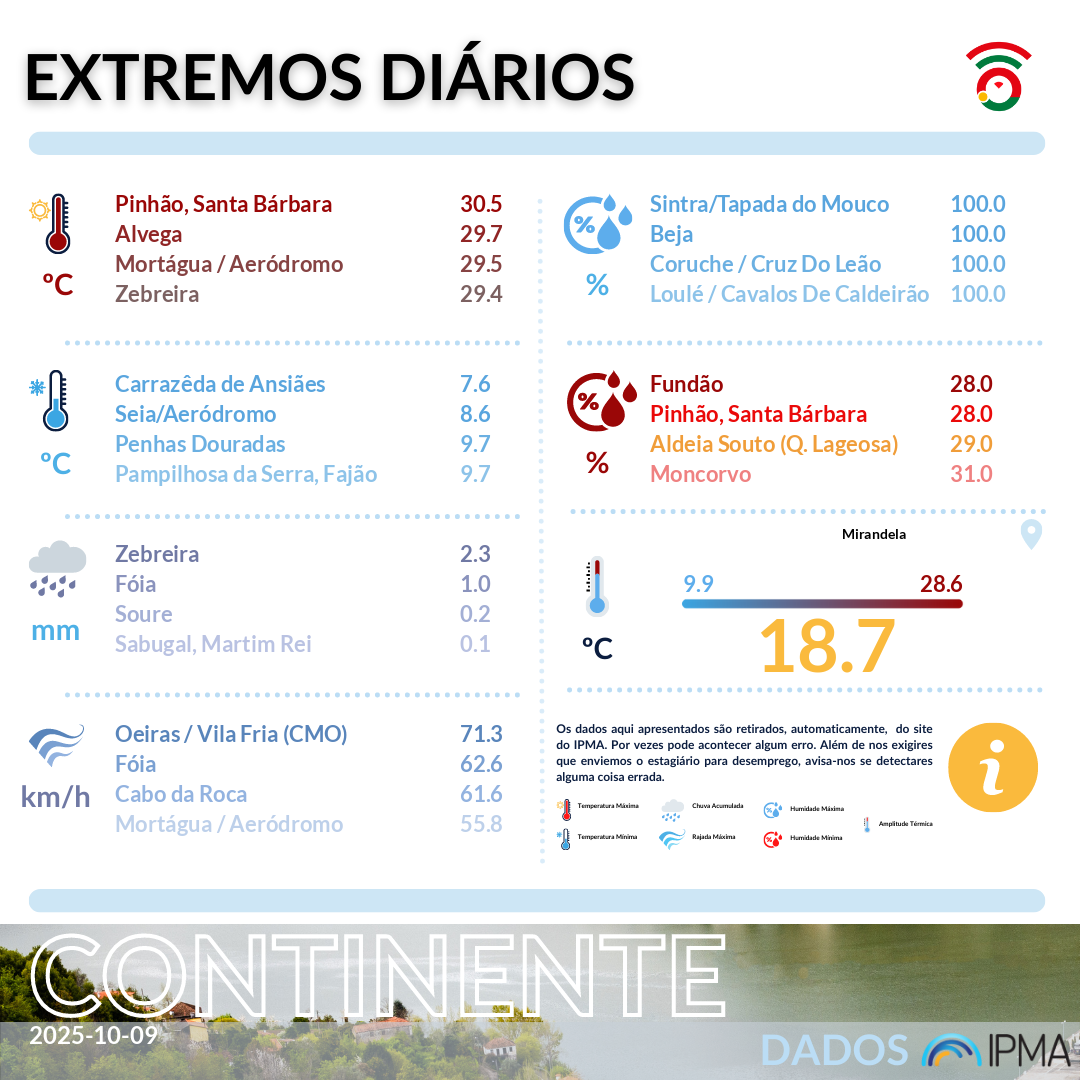 EXTREMOS DIÁRIOS
Pinhão, Santa Bárbara 30.5
Alvega 29.7
Mortágua / Aeródromo 29.5
Zebreira 29.4
ºC
Carrazêda de Ansiães 7.6
Seia/Aeródromo 8.6
Penhas Douradas 9.7
Pampilhosa da Serra, Fajão 9.7
ºC
Zebreira 2.3
Fóia 1.0
Soure 0.2
Sabugal, Martim Rei 0.1
mm
Oeiras / Vila Fria (CMO) 71.3
Fóia 62.6
Cabo da Roca 61.6
Mortágua / Aeródromo 55.8
km/h
%
Sintra/Tapada do Mouco 100.0
Beja 100.0
Coruche / Cruz Do Leão 100.0
Loulé / Cavalos De Caldeirão 100.0
%
%
Fundão 28.0
Pinhão, Santa Bárbara 28.0
Aldeia Souto (Q. Lageosa) 29.0
Moncorvo 31.0
%
Mirandela
9.9 28.6
18.7
ºC
Os dados aqui apresentados são retirados, automaticamente, do site
do IPMA. Por vezes pode acontecer algum erro. Além de nos exigires
que enviemos o estagiário para desemprego, avisa-nos se detectares
alguma coisa errada.
i
Temperatura Máxima Chuva Acumulada Humidade Máxima
Amplitude Térmica
Temperatura Mínima Rajada Máxima Humidade Mínima
CONTINENTE
2025-10-09
DADOS IPMA